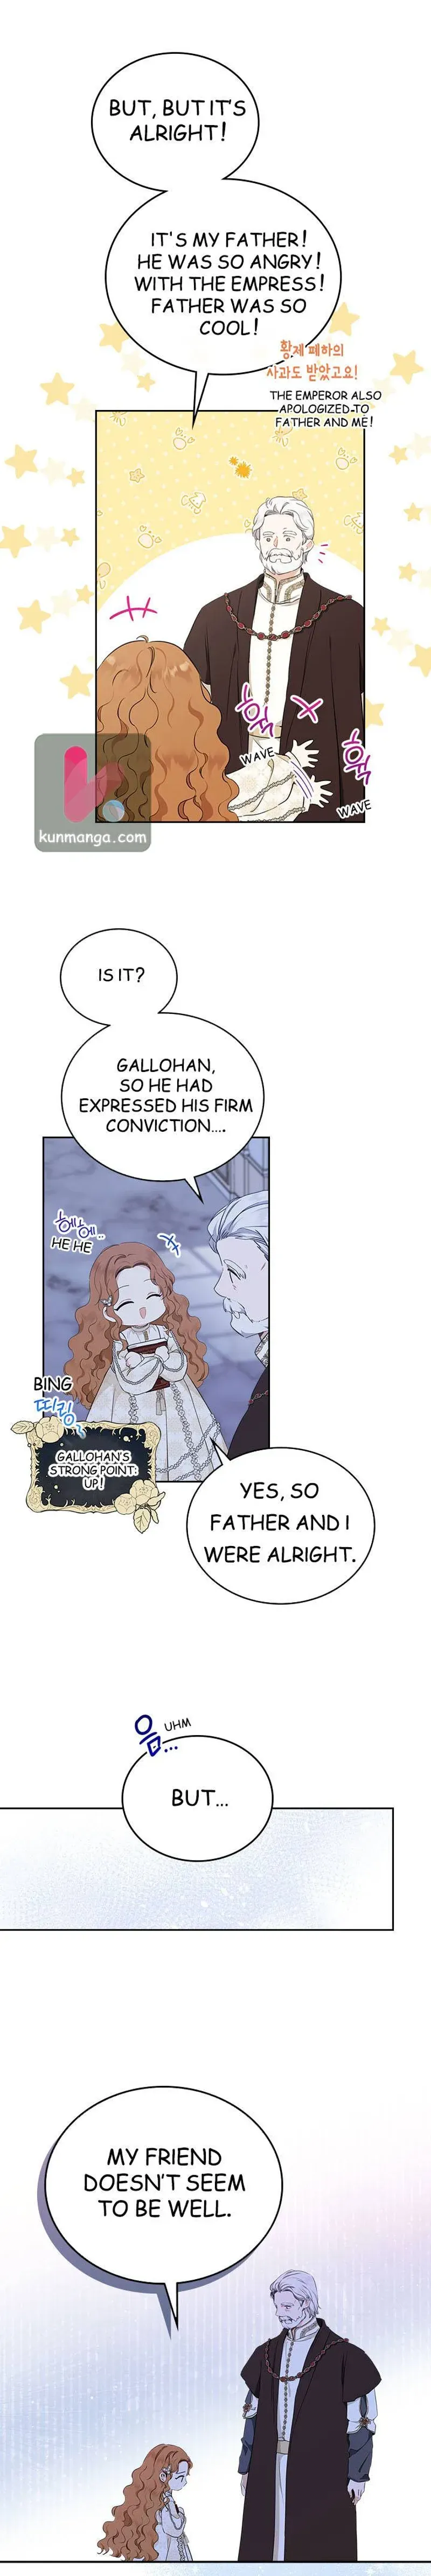 BUT, BUT IT'S
ALRIGHT!
IT'S MY FATHER!
HE WAS SO ANGRY!
WITH THE EMPRESS!
FATHER WAS SO
COOL!
황제 폐하의
사과도 받았고요!
THE EMPEROR ALSO
APOLOGIZED TO
FATHER AND ME!
WAVE
WAVE
kunmanga.com
IS IT?
GALLOHAN,
SO HE HAD
EXPRESSED HIS FIRM
CONVICTION....
헤헤..
HE HE
BING
띠링~
GALLOHAN'S
STRONG POINT:
UP!
YES, SO
FATHER AND I
WERE ALRIGHT.
음...
UHM
BUT...
MY FRIEND
DOESN'T SEEM
TO BE WELL.